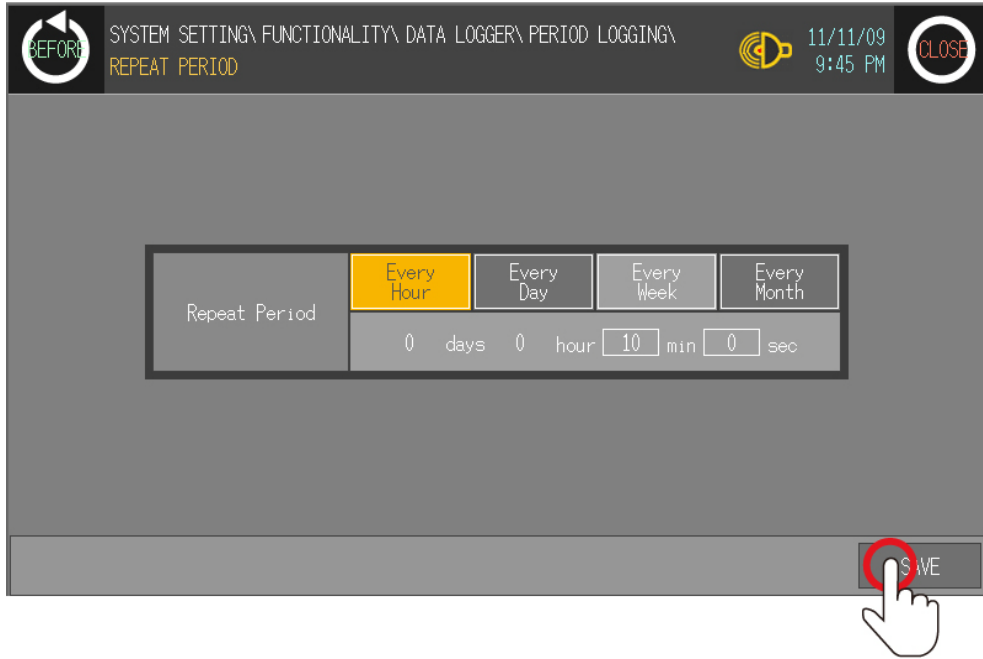 BEFORE
SYSTEM SETTING\ FUNCTIONALITY\ DATA LOGGER\ PERIOD LOGGING\
REPEAT PERIOD
11/11/09
9:45 PM
CLOSE
Repeat Period
Every
Hour
Every
Day
Every
Week
Every
Month
0 days 0 hour 10 min 0 sec
SAVE